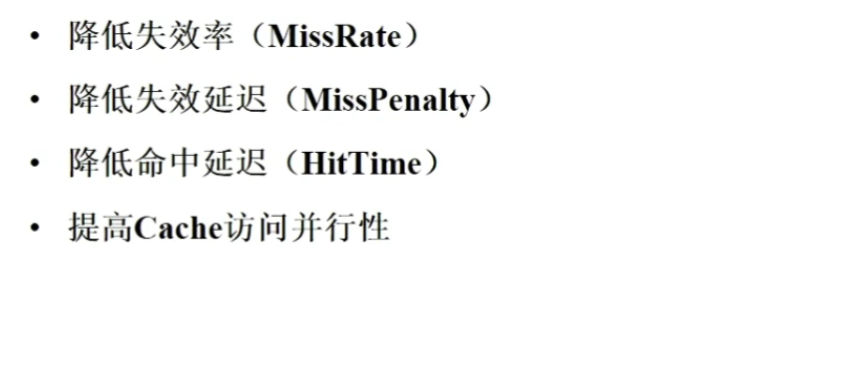 • 降低失效率（MissRate）
• 降低失效延迟（MissPenalty）
• 降低命中延迟（HitTime）
• 提高Cache访问并行性